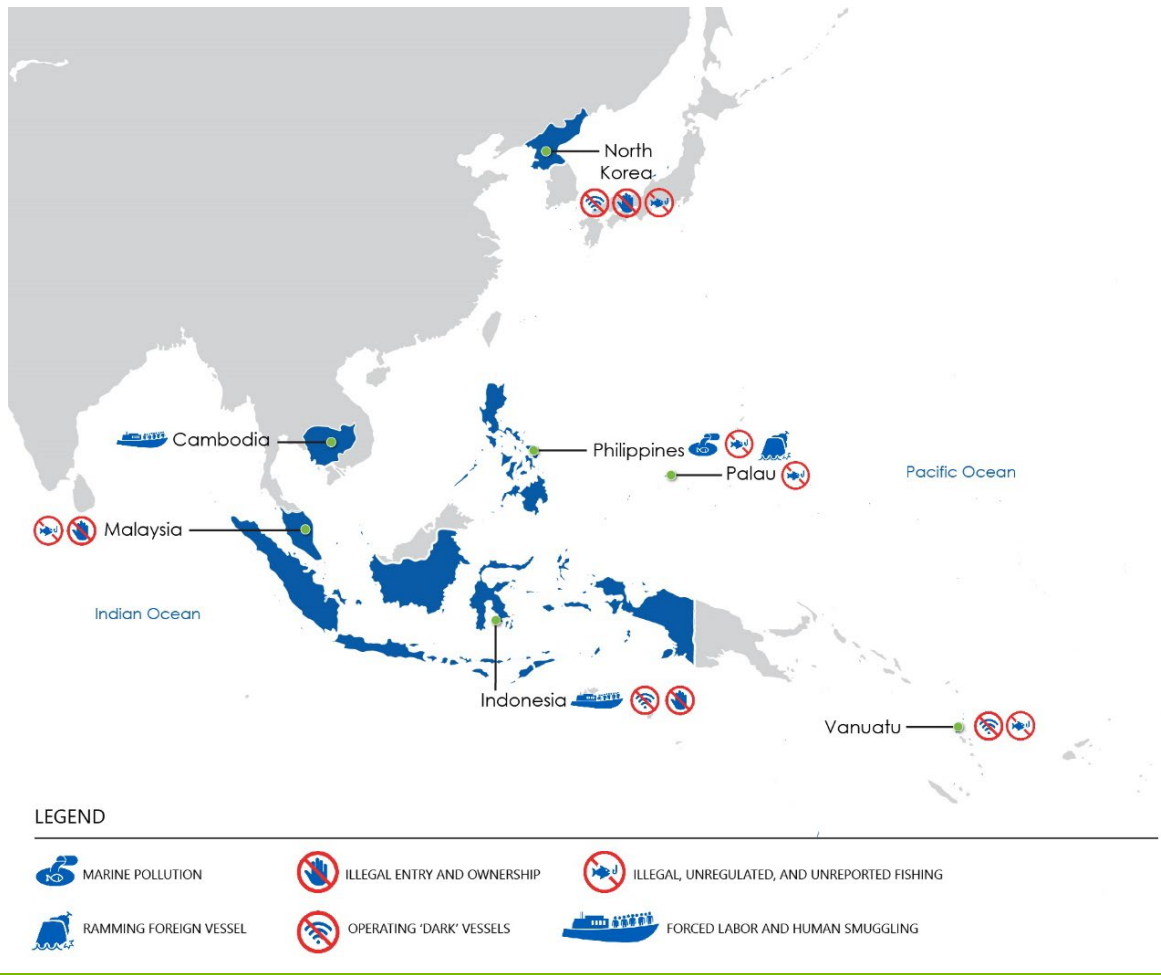 North
Korea
Cambodia
Philippines
Palau
Pacific Ocean
Malaysia
Indian Ocean
Indonesia
Vanuatu
LEGEND
MARINE POLLUTION
ILLEGAL ENTRY AND OWNERSHIP
ILLEGAL, UNREGULATED, AND UNREPORTED FISHING
RAMMING FOREIGN VESSEL
OPERATING ‘DARK’ VESSELS
FORCED LABOR AND HUMAN SMUGGLING